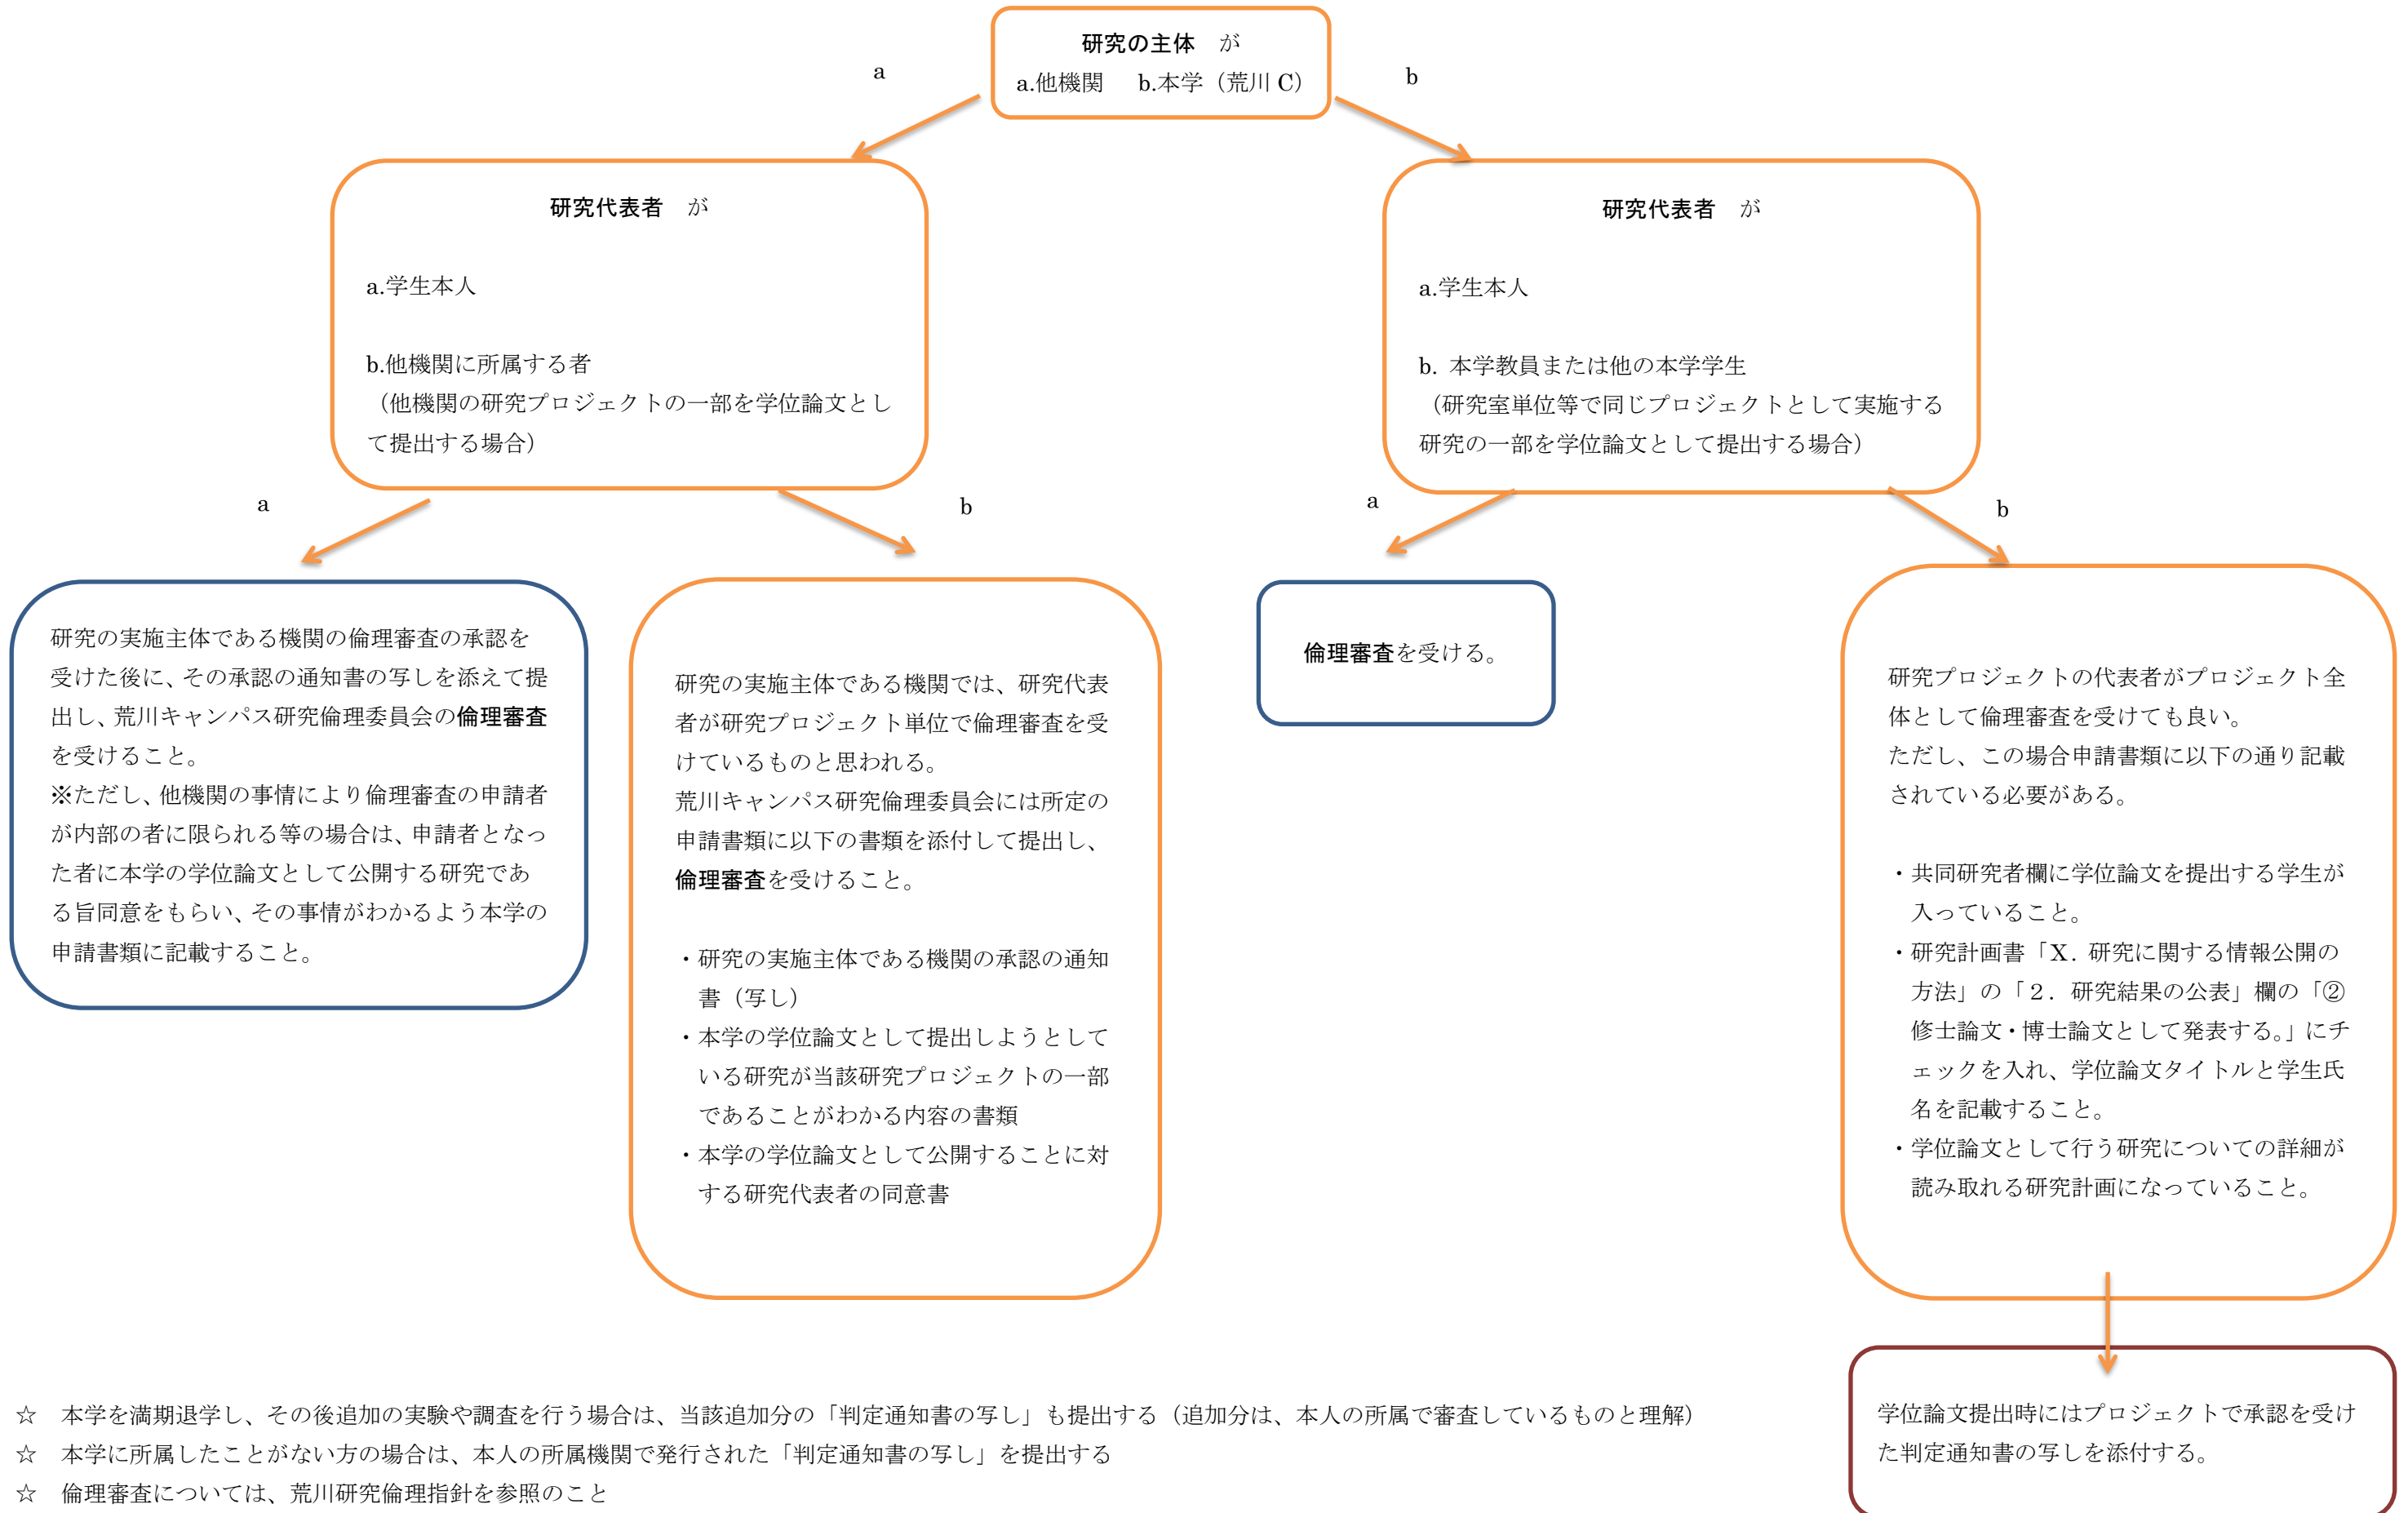 研究の主体　が
a.他機関　b.本学（荒川 C）
a
b
研究代表者　が
a.学生本人
b.他機関に所属する者
（他機関の研究プロジェクトの一部を学位論文とし
て提出する場合）
研究代表者　が
a.学生本人
b. 本学教員または他の本学学生
（研究室単位等で同じプロジェクトとして実施する
研究の一部を学位論文として提出する場合）
a
b
a
b
研究の実施主体である機関の倫理審査の承認を
受けた後に、その承認の通知書の写しを添えて提
出し、荒川キャンパス研究倫理委員会の倫理審査
を受けること。
※ただし、他機関の事情により倫理審査の申請者
が内部の者に限られる等の場合は、申請者となっ
た者に本学の学位論文として公開する研究であ
る旨同意をもらい、その事情がわかるよう本学の
申請書類に記載すること。
研究の実施主体である機関では、研究代表
者が研究プロジェクト単位で倫理審査を受
けているものと思われる。
荒川キャンパス研究倫理委員会には所定の
申請書類に以下の書類を添付して提出し、
倫理審査を受けること。
・研究の実施主体である機関の承認の通知
書（写し）
・本学の学位論文として提出しようとして
いる研究が当該研究プロジェクトの一部
であることがわかる内容の書類
・本学の学位論文として公開することに対
する研究代表者の同意書
倫理審査を受ける。
研究プロジェクトの代表者がプロジェクト全
体として倫理審査を受けても良い。
ただし、この場合申請書類に以下の通り記載
されている必要がある。
・共同研究者欄に学位論文を提出する学生が
入っていること。
・研究計画書「Ⅹ. 研究に関する情報公開の
方法」の「２．研究結果の公表」欄の「②
修士論文・博士論文として発表する。」にチ
ェックを入れ、学位論文タイトルと学生氏
名を記載すること。
・学位論文として行う研究についての詳細が
読み取れる研究計画になっていること。
学位論文提出時にはプロジェクトで承認を受け
た判定通知書の写しを添付する。
☆　本学を満期退学し、その後追加の実験や調査を行う場合は、当該追加分の「判定通知書の写し」も提出する（追加分は、本人の所属で審査しているものと理解）
☆　本学に所属したことがない方の場合は、本人の所属機関で発行された「判定通知書の写し」を提出する
☆　倫理審査については、荒川研究倫理指針を参照のこと